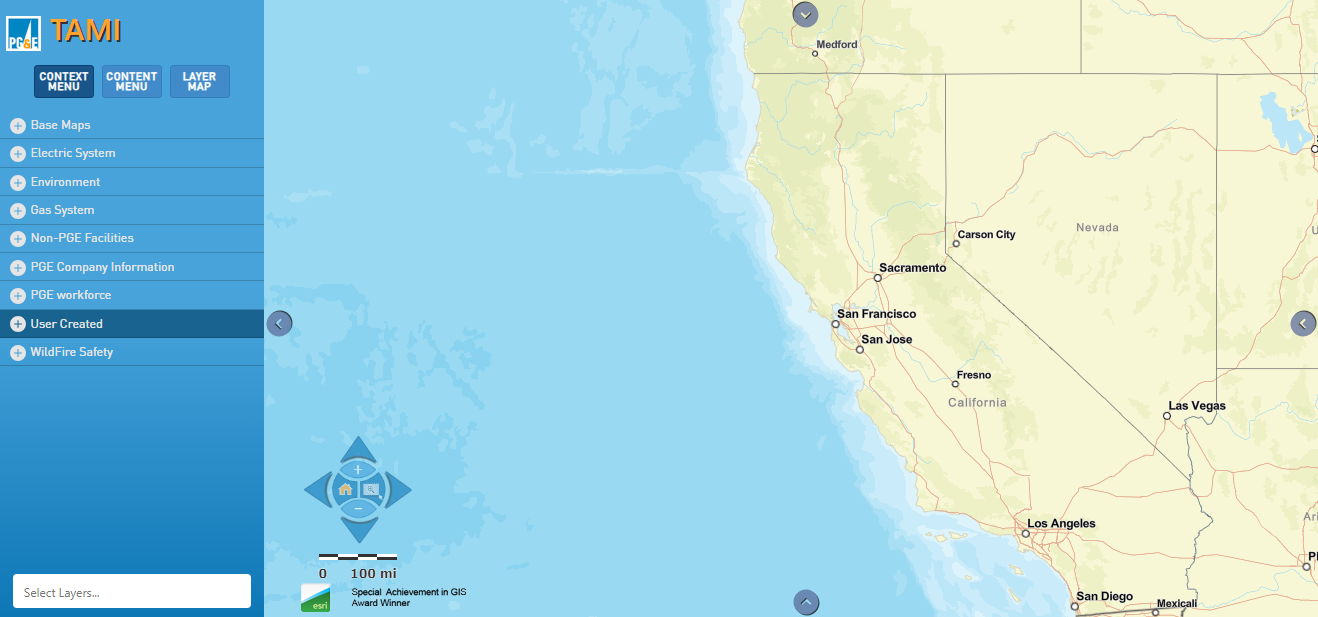 PG&E
TAMI
CONTEXT MENU
CONTENT MENU
LAYER MAP
Base Maps
Electric System
Environment
Gas System
Non-PGE Facilities
PGE Company Information
PGE workforce
User Created
WildFire Safety
Select Layers...
Medford
Carson City
Nevada
Sacramento
San Francisco
San Jose
Fresno
California
Las Vegas
Los Angeles
San Diego
Mexicali
0 100 mi
esri
Special Achievement in GIS
Award Winner